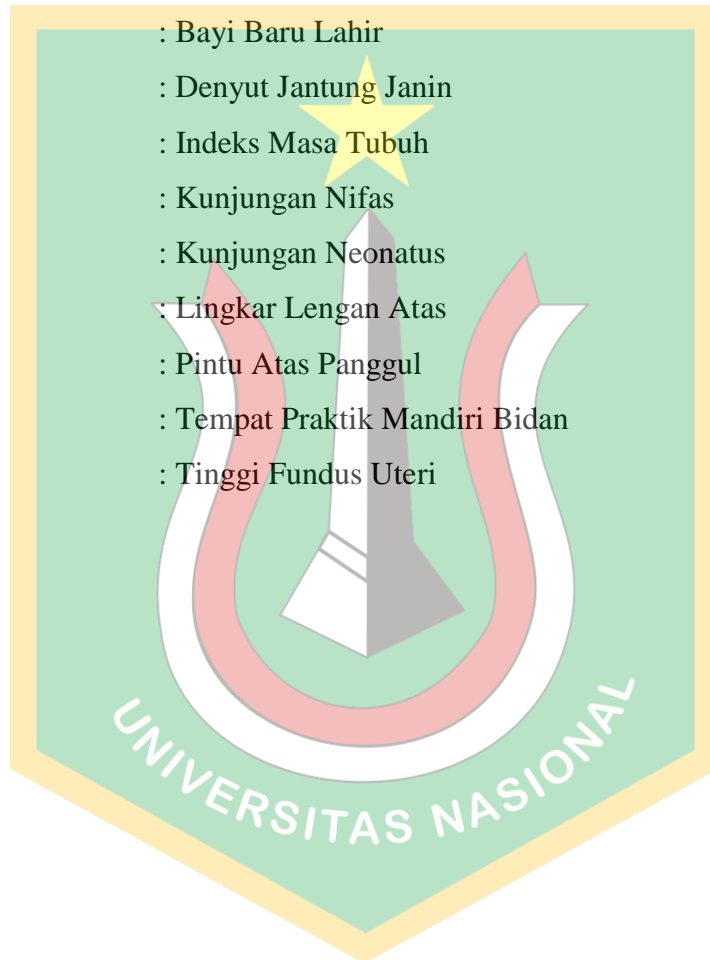 : Bayi Baru Lahir
: Denyut Jantung Janin
: Indeks Masa Tubuh
: Kunjungan Nifas
: Kunjungan Neonatus
: Lingkar Lengan Atas
: Pintu Atas Panggul
: Tempat Praktik Mandiri Bidan
: Tinggi Fundus Uteri
UNIVERSITAS NASIONAL